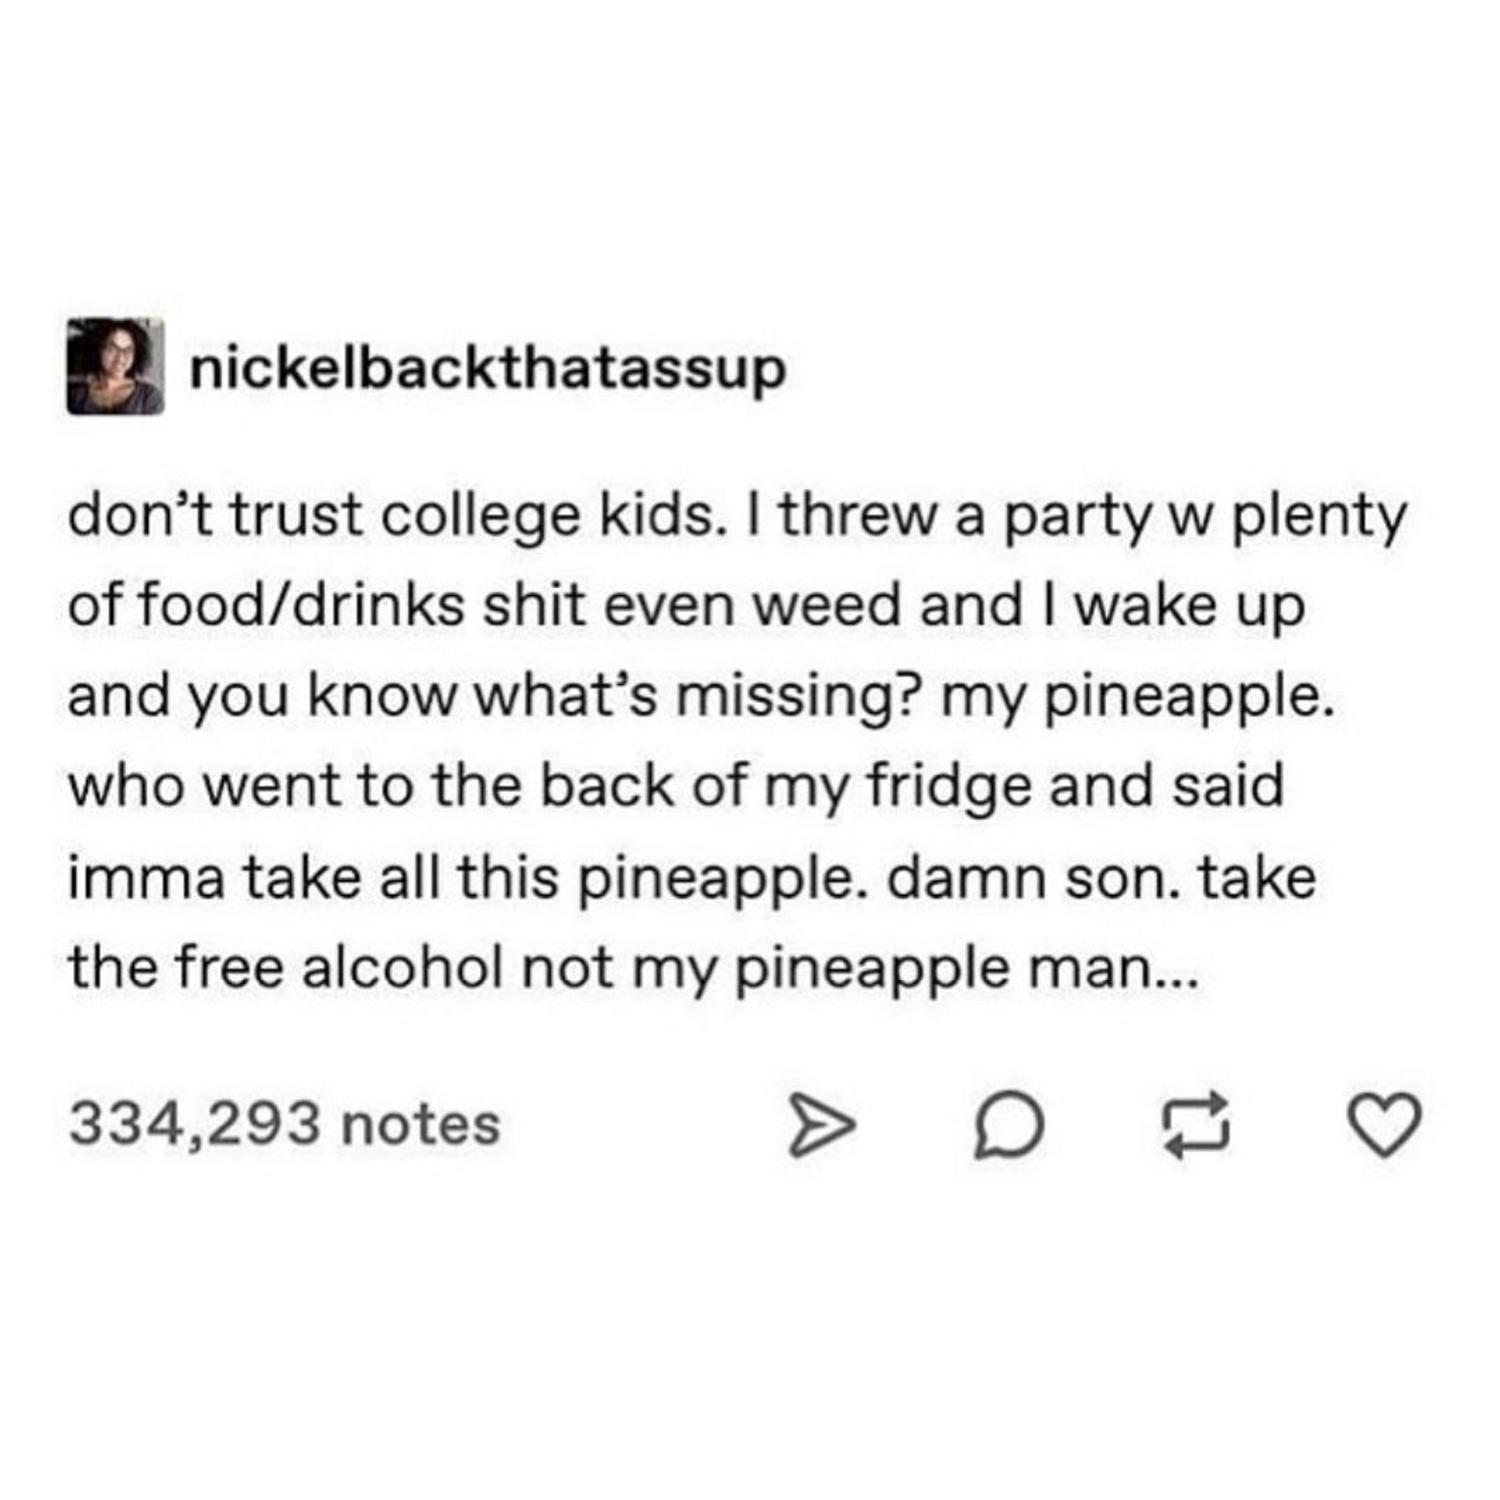 nickelbackthatassup
don’t trust college kids. I threw a party w plenty
of food/drinks shit even weed and I wake up
and you know what’s missing? my pineapple.
who went to the back of my fridge and said
imma take all this pineapple. damn son. take
the free alcohol not my pineapple man...
334,293 notes